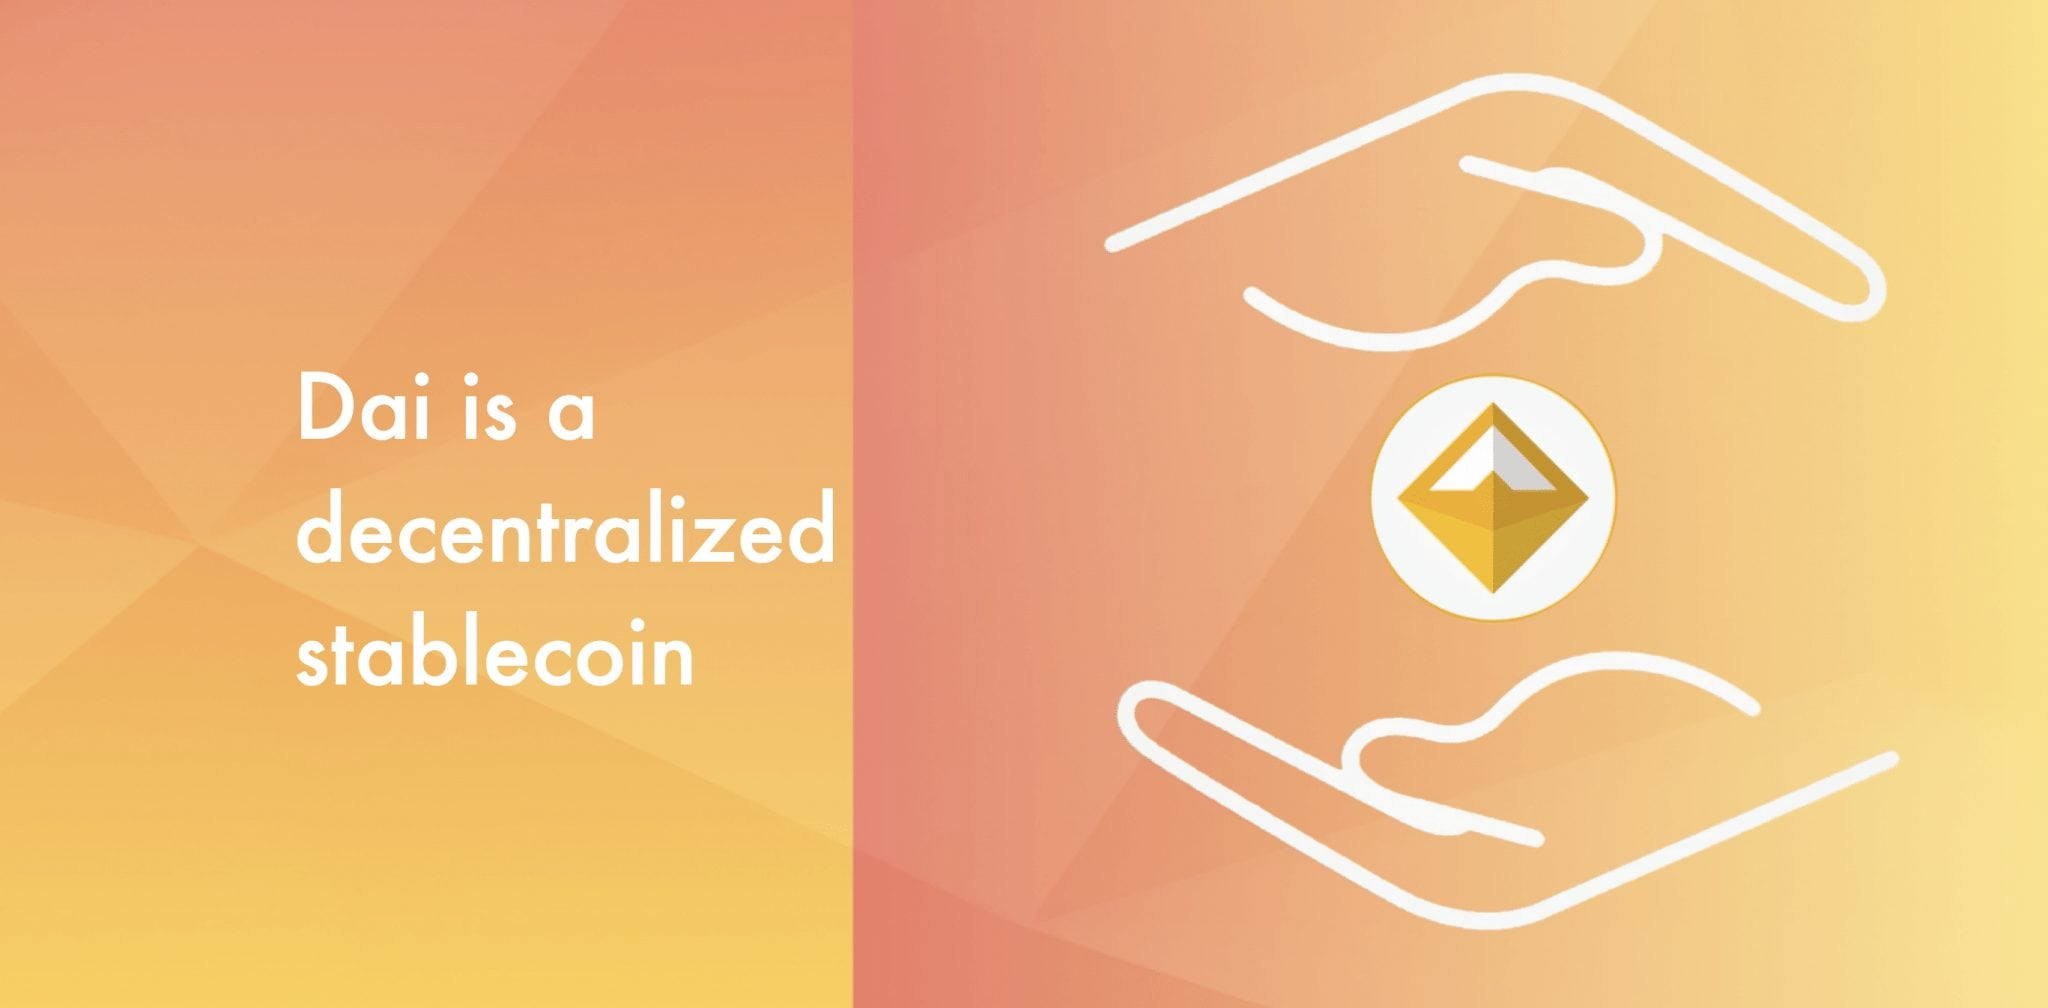 Dai is a
decentralized
stablecoin